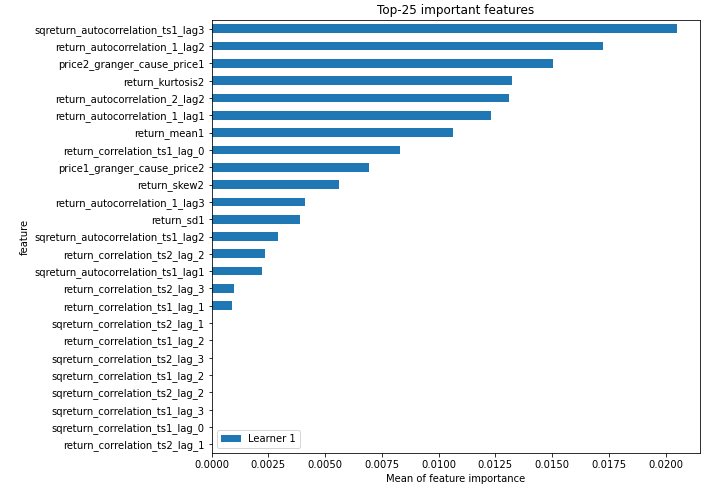 Top-25 important features
sqreturn_autocorrelation_ts1_lag3
return_autocorrelation_1_lag2
price2_granger_cause_price1
return_kurtosis2
return_autocorrelation_2_lag2
return_autocorrelation_1_lag1
return_mean1
return_correlation_ts1_lag_0
price1_granger_cause_price2
return_skew2
return_autocorrelation_1_lag3
return_sd1
sqreturn_autocorrelation_ts1_lag2
return_correlation_ts2_lag_2
sqreturn_autocorrelation_ts1_lag1
return_correlation_ts2_lag_3
return_correlation_ts1_lag_1
sqreturn_correlation_ts2_lag_1
return_correlation_ts1_lag_2
sqreturn_correlation_ts2_lag_3
sqreturn_correlation_ts1_lag_2
sqreturn_correlation_ts2_lag_2
sqreturn_correlation_ts1_lag_3
sqreturn_correlation_ts1_lag_0
return_correlation_ts2_lag_1
feature
Learner 1
0.0000 0.0025 0.0050 0.0075 0.0100 0.0125 0.0150 0.0175 0.0200
Mean of feature importance